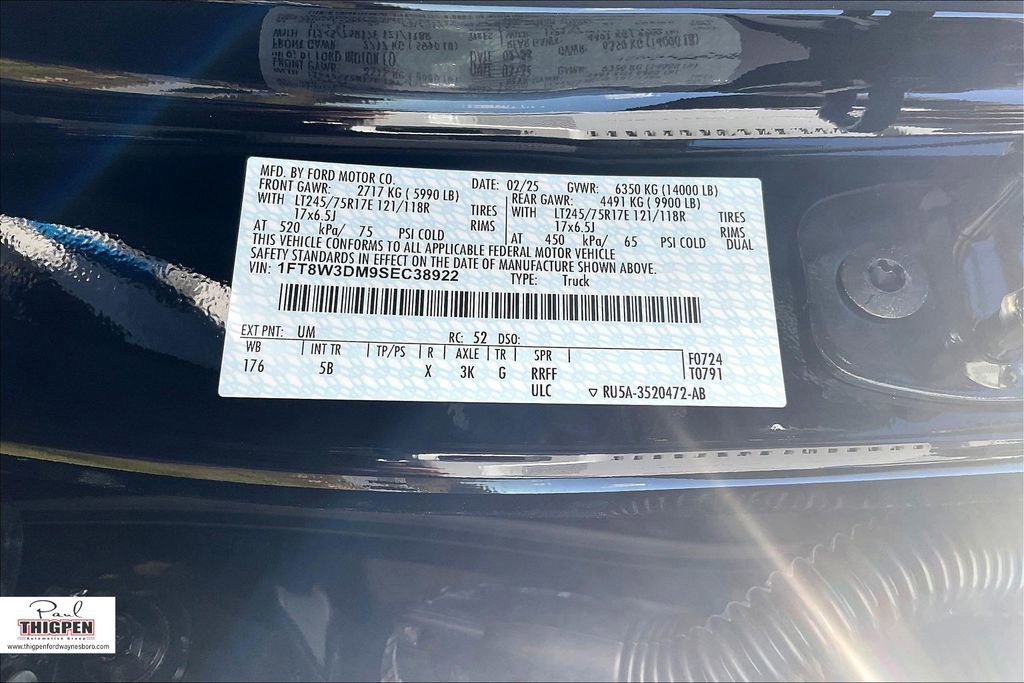 MFD. BY FORD MOTOR CO. DATE: 02/25 GVWR: 6350 KG (14000 LB)
FRONT GAWR: 2717 KG ( 5990 LB) REAR GAWR: 4491 KG ( 9900 LB)
WITH LT245/75R17E 121/118R TIRES WITH LT245/75R17E 121/118R TIRES
17x6.5J RIMS 17x6.5J RIMS
AT 520 kPa/ 75 PSI COLD AT 450 kPa/ 65 PSI COLD DUAL
THIS VEHICLE CONFORMS TO ALL APPLICABLE FEDERAL MOTOR VEHICLE
SAFETY STANDARDS IN EFFECT ON THE DATE OF MANUFACTURE SHOWN ABOVE.
VIN: 1FT8W3DM9SEC38922 TYPE: Truck
EXT PNT: UM RC: 52 DSO:
WB INT TR TP/PS R AXLE TR SPR F0724
176 5B X 3K G RRFF T0791
ULC ▽ RU5A-3520472-AB
Paul
THIGPEN
Automotive Group
www.thigpenfordwaynesboro.com